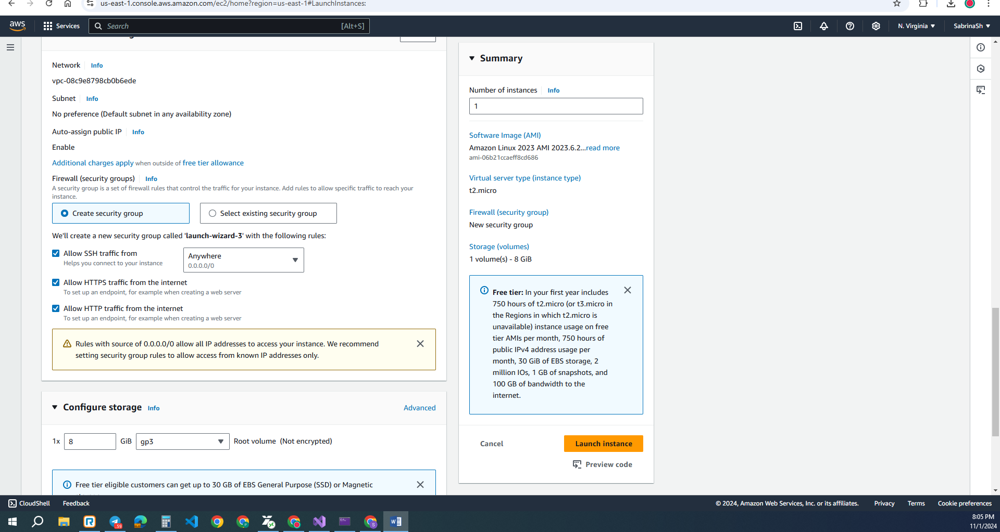 us-east-1.console.aws.amazon.com/ec2/home?region=us-east-1#LaunchInstances:
aws
Services
Search
[Alt+S]
N. Virginia
SabrinaSh
Network
Info
vpc-08c9e8798cb0b6ede
Subnet
Info
No preference (Default subnet in any availability zone)
Auto-assign public IP
Info
Enable
Additional charges apply when outside of free tier allowance
Firewall (security groups)
Info
A security group is a set of firewall rules that control the traffic for your instance. Add rules to allow specific traffic to reach your
instance.
Create security group
Select existing security group
We'll create a new security group called 'launch-wizard-3' with the following rules:
Allow SSH traffic from
Helps you connect to your instance
Anywhere
0.0.0.0/0
Allow HTTPS traffic from the internet
To set up an endpoint, for example when creating a web server
Allow HTTP traffic from the internet
To set up an endpoint, for example when creating a web server
Rules with source of 0.0.0.0/0 allow all IP addresses to access your instance. We recommend
setting security group rules to allow access from known IP addresses only.
Configure storage
Info
Advanced
1x
8
GiB
gp3
Root volume (Not encrypted)
Free tier eligible customers can get up to 30 GB of EBS General Purpose (SSD) or Magnetic
Summary
Number of instances
Info
1
Software Image (AMI)
Amazon Linux 2023 AMI 2023.6.2...read more
ami-06b21ccaeff8cd686
Virtual server type (instance type)
t2.micro
Firewall (security group)
New security group
Storage (volumes)
1 volume(s) - 8 GiB
Free tier: In your first year includes
750 hours of t2.micro (or t3.micro in
the Regions in which t2.micro is
unavailable) instance usage on free
tier AMIs per month, 750 hours of
public IPv4 address usage per
month, 30 GiB of EBS storage, 2
million IOs, 1 GB of snapshots, and
100 GB of bandwidth to the
internet.
Cancel
Launch instance
Preview code
CloudShell
Feedback
© 2024, Amazon Web Services, Inc. or its affiliates.
Privacy
Terms
Cookie preferences
59
8:05 PM
11/1/2024